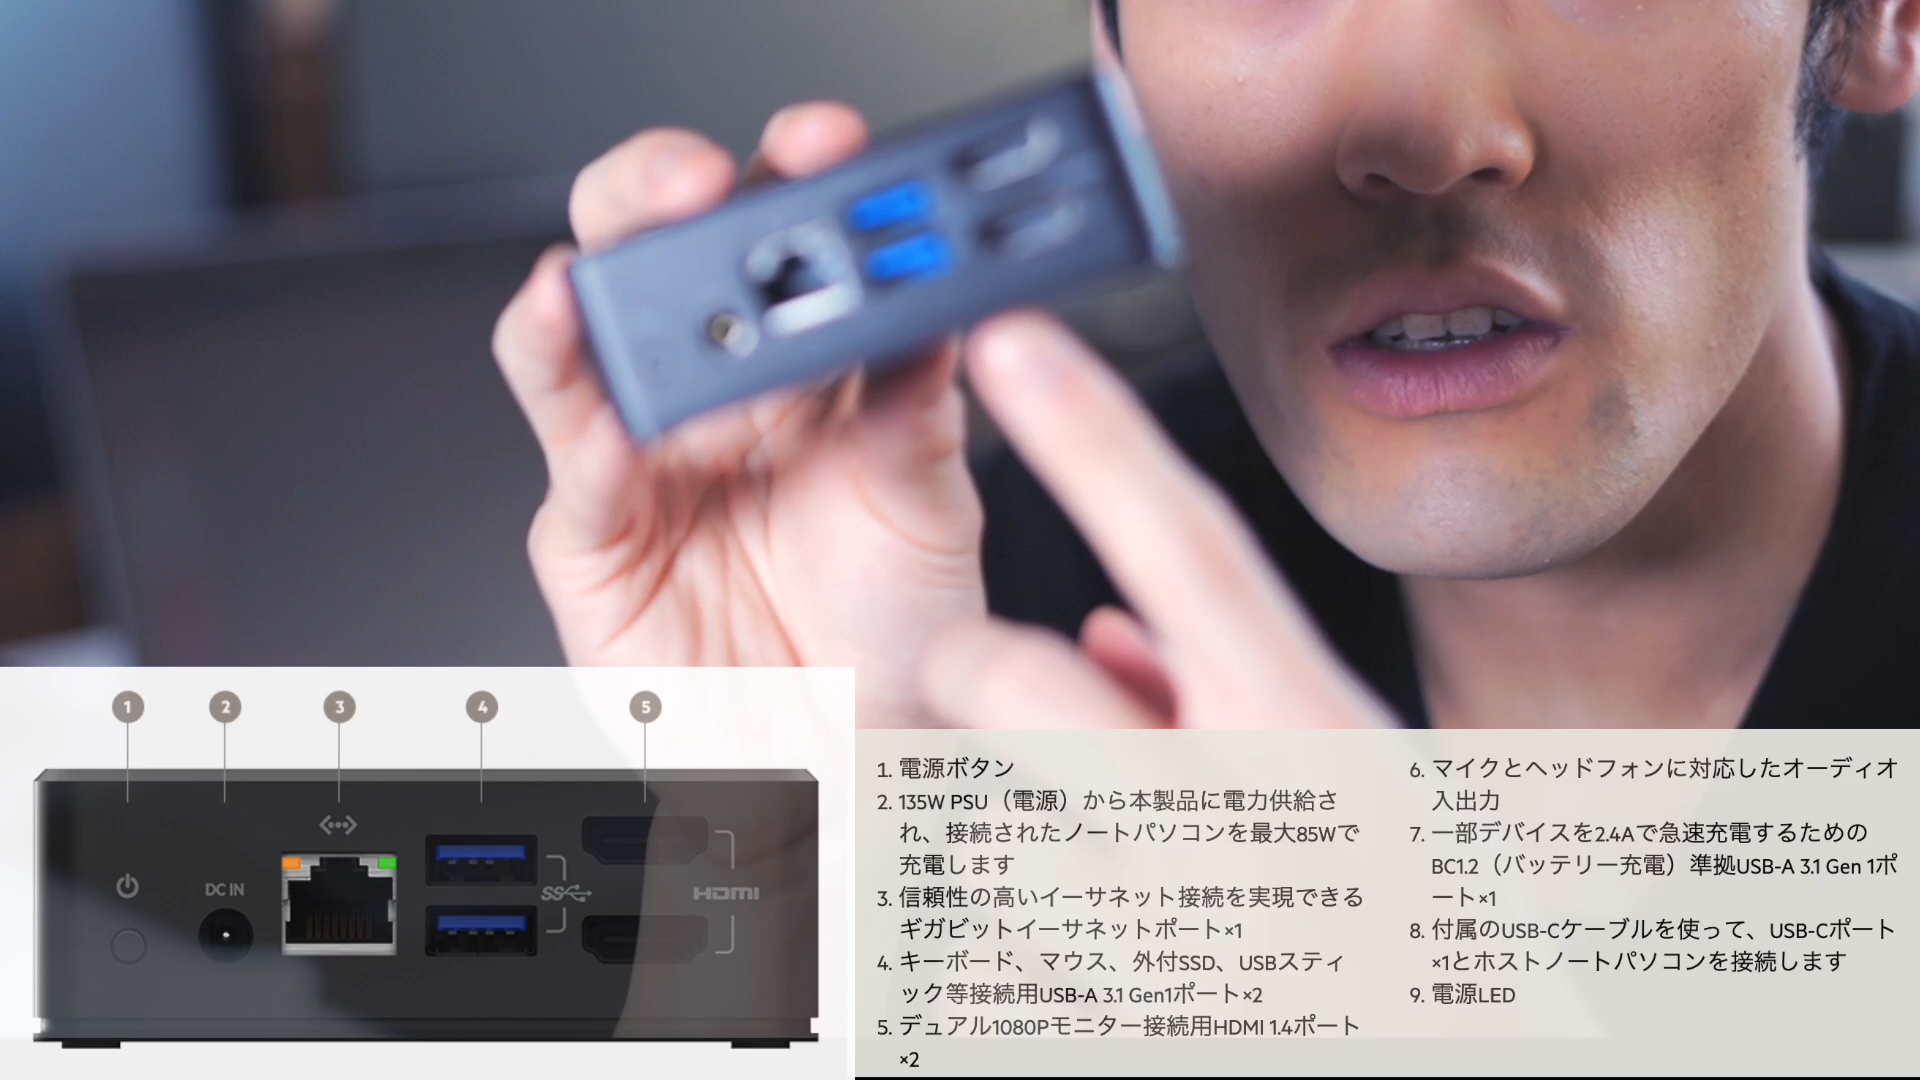 1 2 3 4 5
DC IN
SS
HDMI
1. 電源ボタン
2. 135W PSU（電源）から本製品に電力供給さ
れ、接続されたノートパソコンを最大85Wで
充電します
3. 信頼性の高いイーサネット接続を実現できる
ギガビットイーサネットポート×1
4. キーボード、マウス、外付SSD、USBスティ
ック等接続用USB-A 3.1 Gen1ポート×2
5. デュアル1080Pモニター接続用HDMI 1.4ポート
×2
6. マイクとヘッドフォンに対応したオーディオ
入出力
7. 一部デバイスを2.4Aで急速充電するための
BC1.2（バッテリー充電）準拠USB-A 3.1 Gen 1ポ
ート×1
8. 付属のUSB-Cケーブルを使って、USB-Cポート
×1とホストノートパソコンを接続します
9. 電源LED